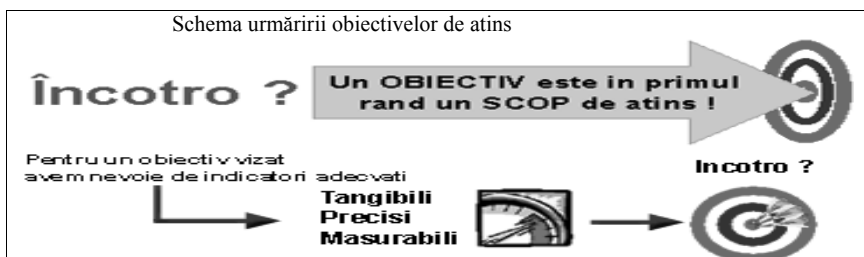 Schema urmăririi obiectivelor de atins
Încotro ?
Un OBIECTIV este in primul
rand un SCOP de atins !
Pentru un obiectiv vizat
avem nevoie de indicatori adecvati
Incotro ?
Tangibili
Precisi
Masurabili